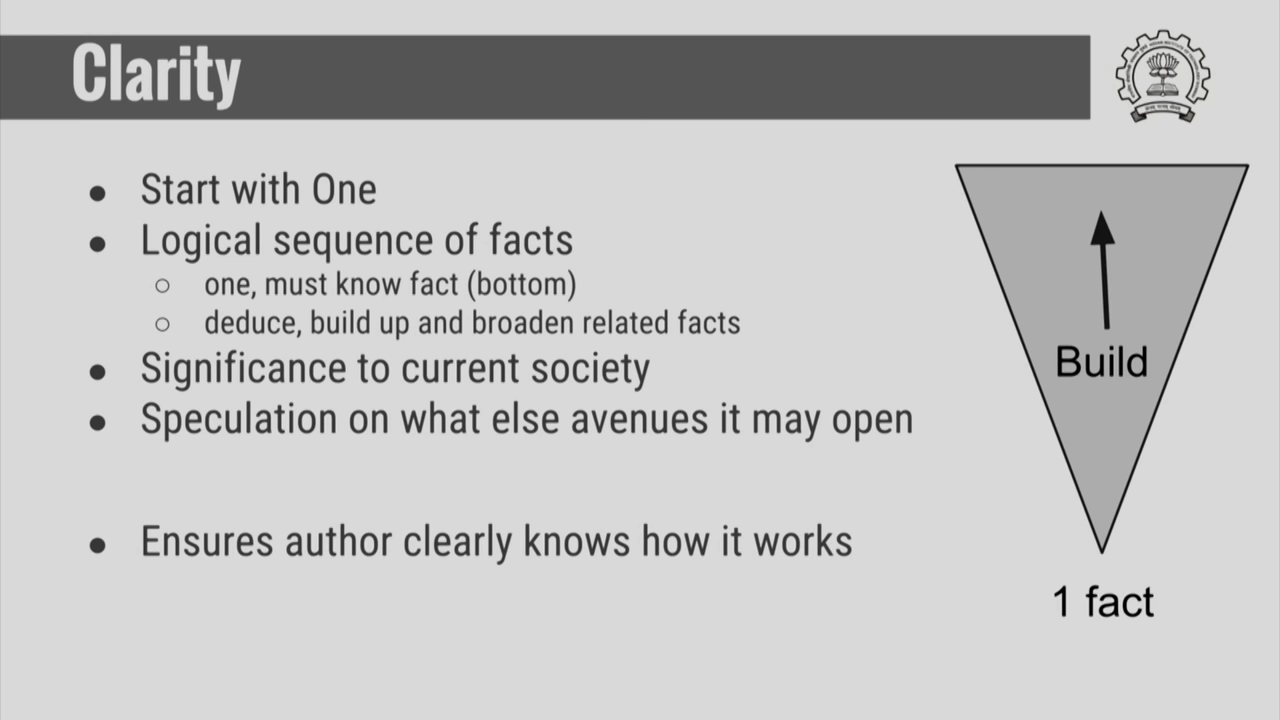 Clarity
● Start with One
● Logical sequence of facts
○ one, must know fact (bottom)
○ deduce, build up and broaden related facts
● Significance to current society
● Speculation on what else avenues it may open
● Ensures author clearly knows how it works
Build
1 fact